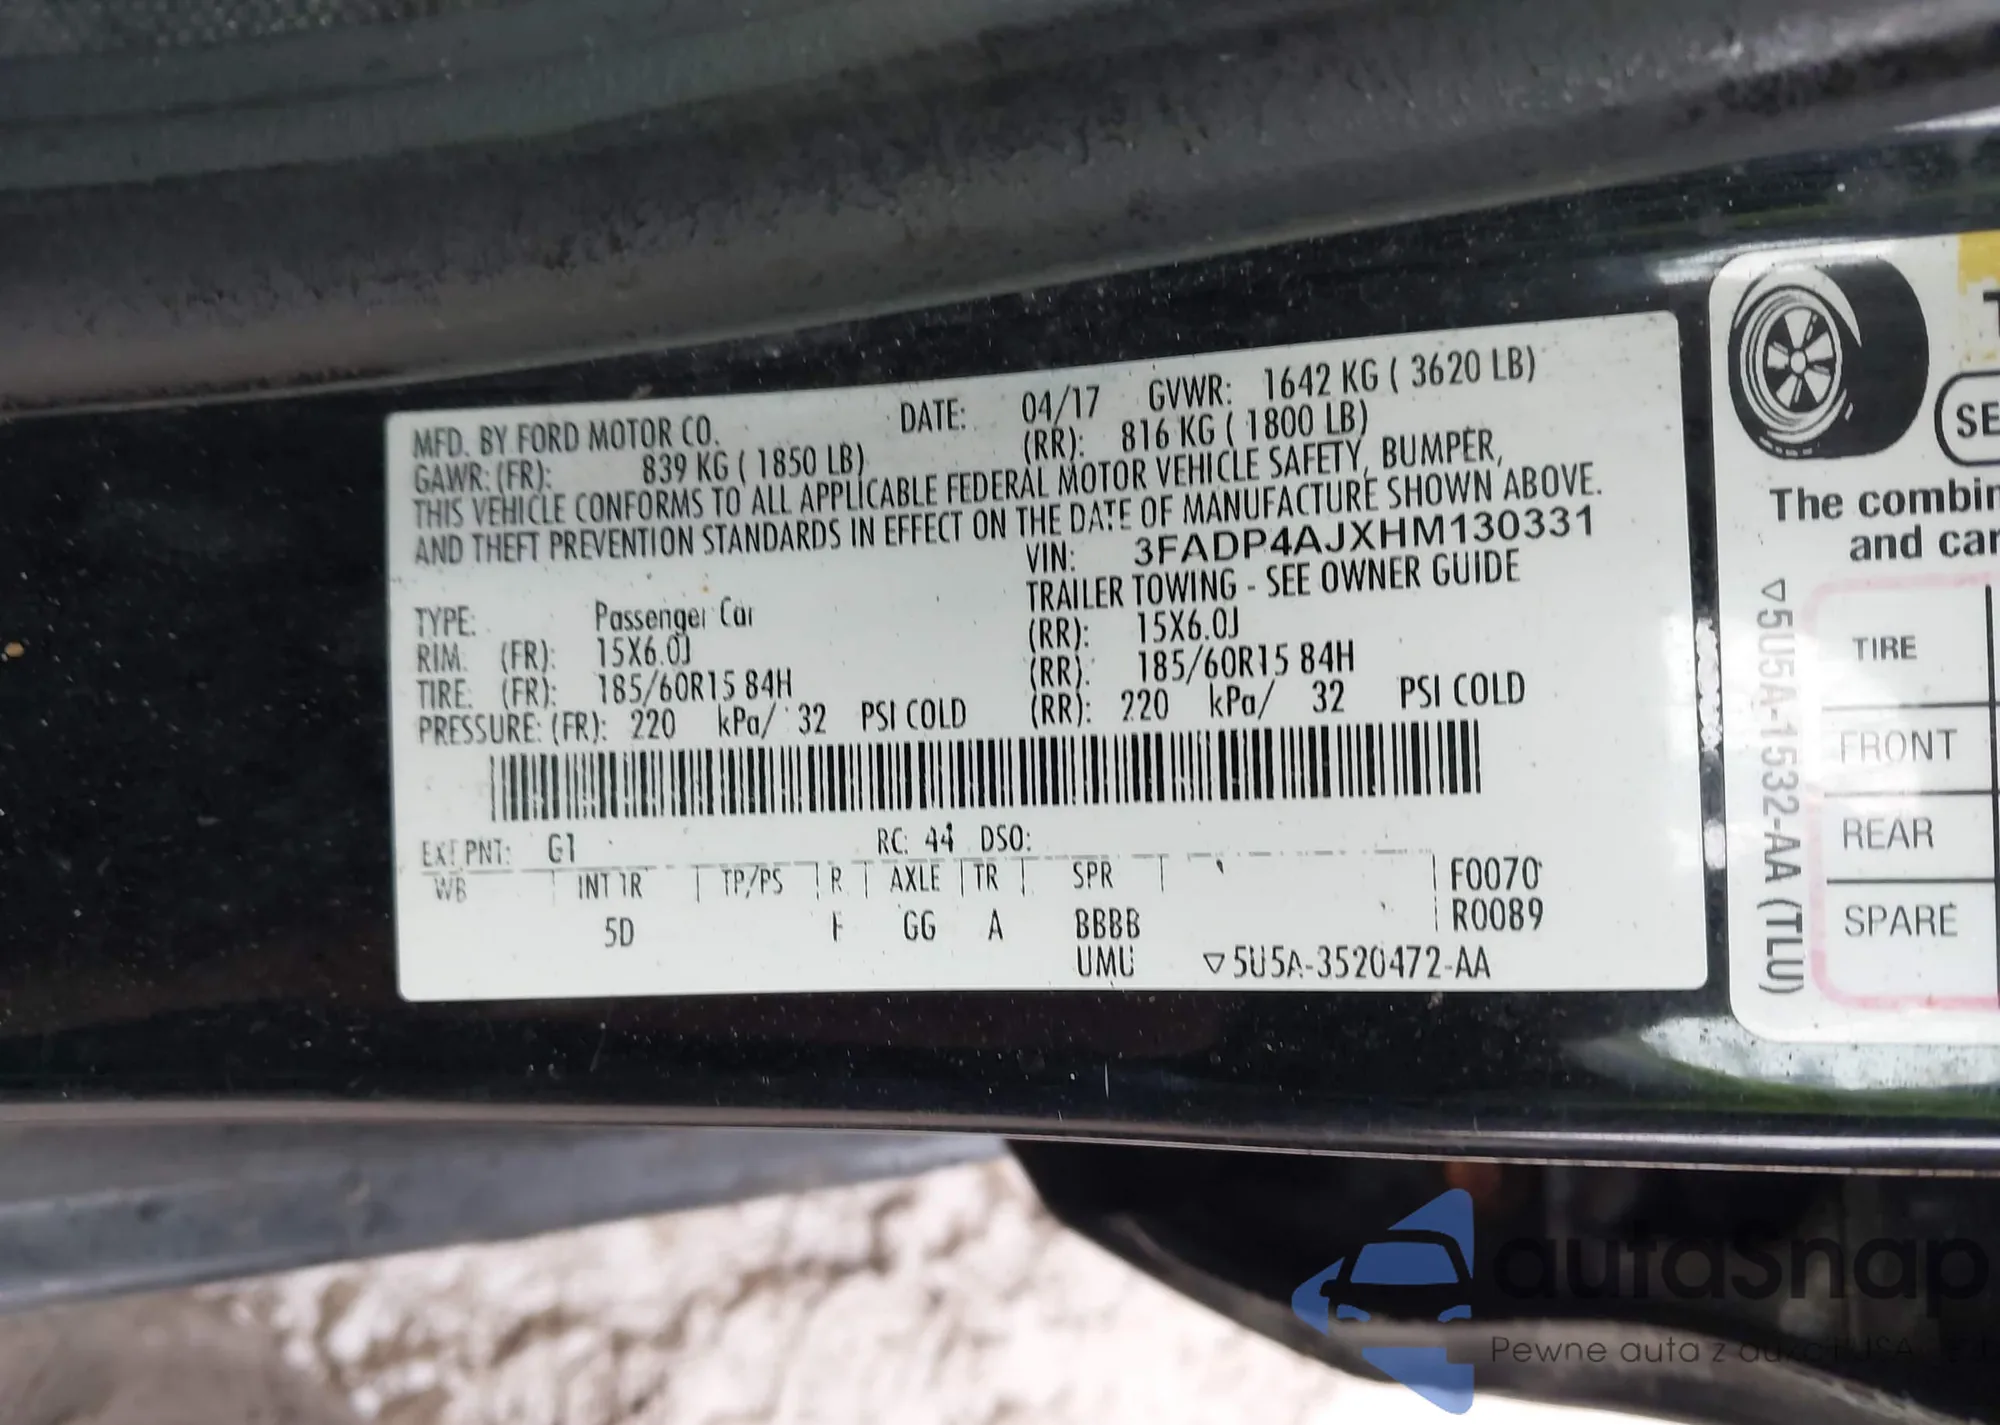 MFD. BY FORD MOTOR CO. DATE: 04/17 GVWR: 1642 KG ( 3620 LB)
GAWR: (FR): 839 KG ( 1850 LB) (RR): 816 KG ( 1800 LB)
THIS VEHICLE CONFORMS TO ALL APPLICABLE FEDERAL MOTOR VEHICLE SAFETY, BUMPER,
AND THEFT PREVENTION STANDARDS IN EFFECT ON THE DATE OF MANUFACTURE SHOWN ABOVE.
VIN: 3FADP4AJXHM130331
TRAILER TOWING - SEE OWNER GUIDE
TYPE: Passenger Car
RIM: (FR): 15X6.0J (RR): 15X6.0J
TIRE: (FR): 185/60R15 84H (RR): 185/60R15 84H
PRESSURE: (FR): 220 kPa/ 32 PSI COLD (RR): 220 kPa/ 32 PSI COLD
EXT PNT: G1 RC: 44 DSO:
WB INT TR TP/PS R AXLE TR SPR F0070
5D F GG A BBBB R0089
UMU ▽5U5A-3520472-AA
SE
The combin
and car
▽5U5A-1532-AA (TLU)
TIRE
FRONT
REAR
SPARE
autasnap
Pewne auta z aukcji USA